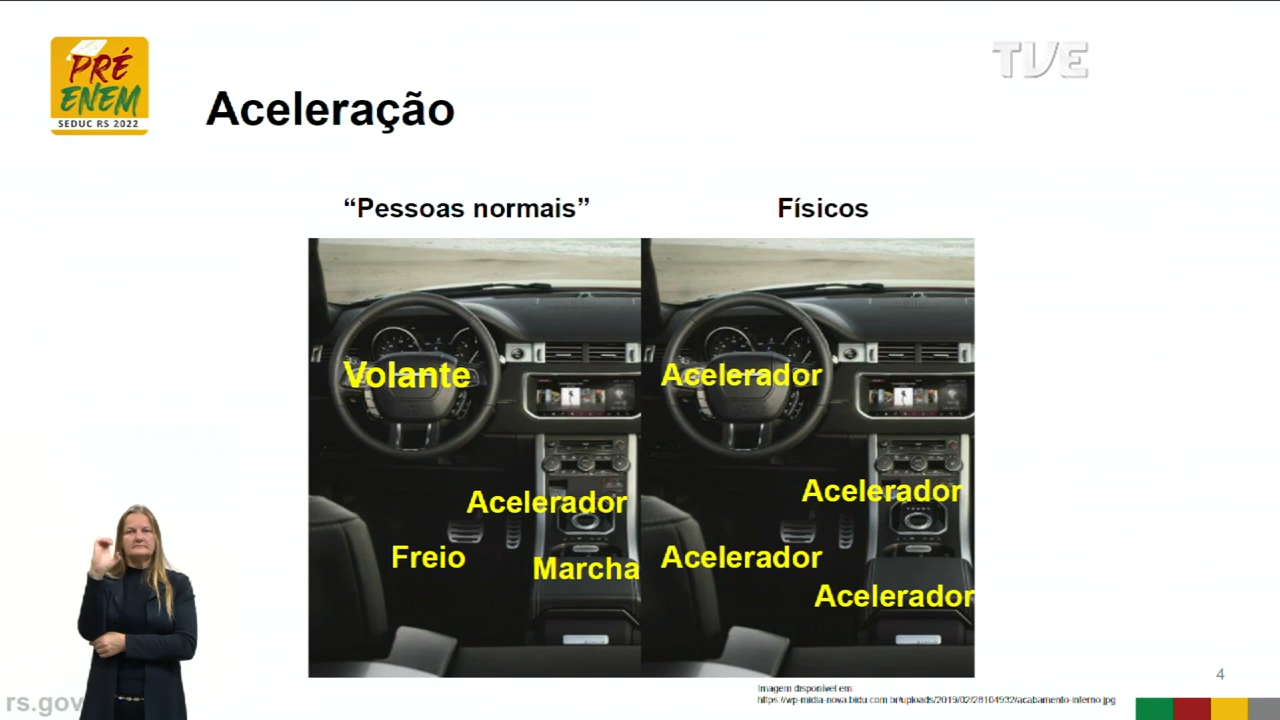 PRÉ
ENEM
SEDUC RS 2022
TVE
Aceleração
“Pessoas normais”
Físicos
Volante
Acelerador
Freio
Marcha
Acelerador
Acelerador
Acelerador
Acelerador
4
Imagem disponível em:
https://wp-midia-nova.bidu.com.br/uploads/2019/02/28104932/acabamento-interno.jpg
rs.gov